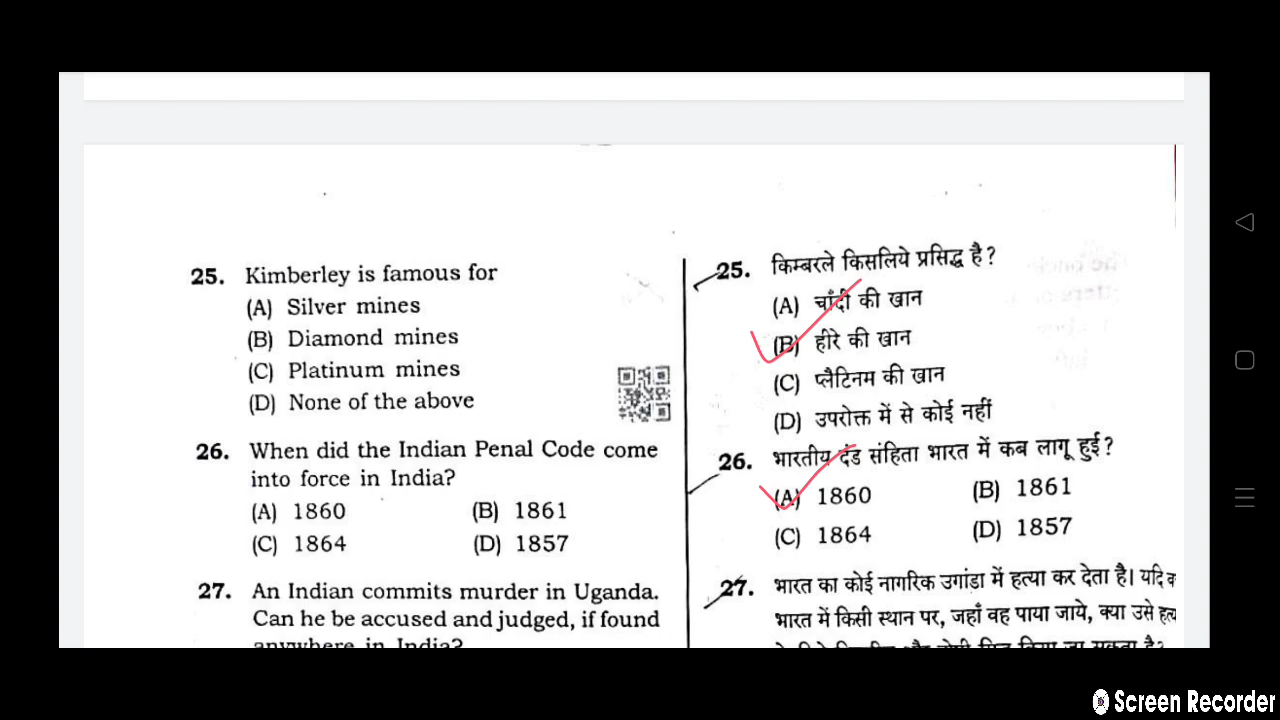 25. Kimberley is famous for
(A) Silver mines
(B) Diamond mines
(C) Platinum mines
(D) None of the above
26. When did the Indian Penal Code come
into force in India?
(A) 1860 (B) 1861
(C) 1864 (D) 1857
27. An Indian commits murder in Uganda.
Can he be accused and judged, if found
anywhere in India?
25. किम्बरले किसलिये प्रसिद्ध है?
(A) चाँदी की खान
(B) हीरे की खान
(C) प्लैटिनम की खान
(D) उपरोक्त में से कोई नहीं
26. भारतीय दंड संहिता भारत में कब लागू हुई?
(A) 1860 (B) 1861
(C) 1864 (D) 1857
27. भारत का कोई नागरिक उगांडा में हत्या कर देता है। यदि
भारत में किसी स्थान पर, जहाँ वह पाया जाये, क्या उसे
Screen Recorder